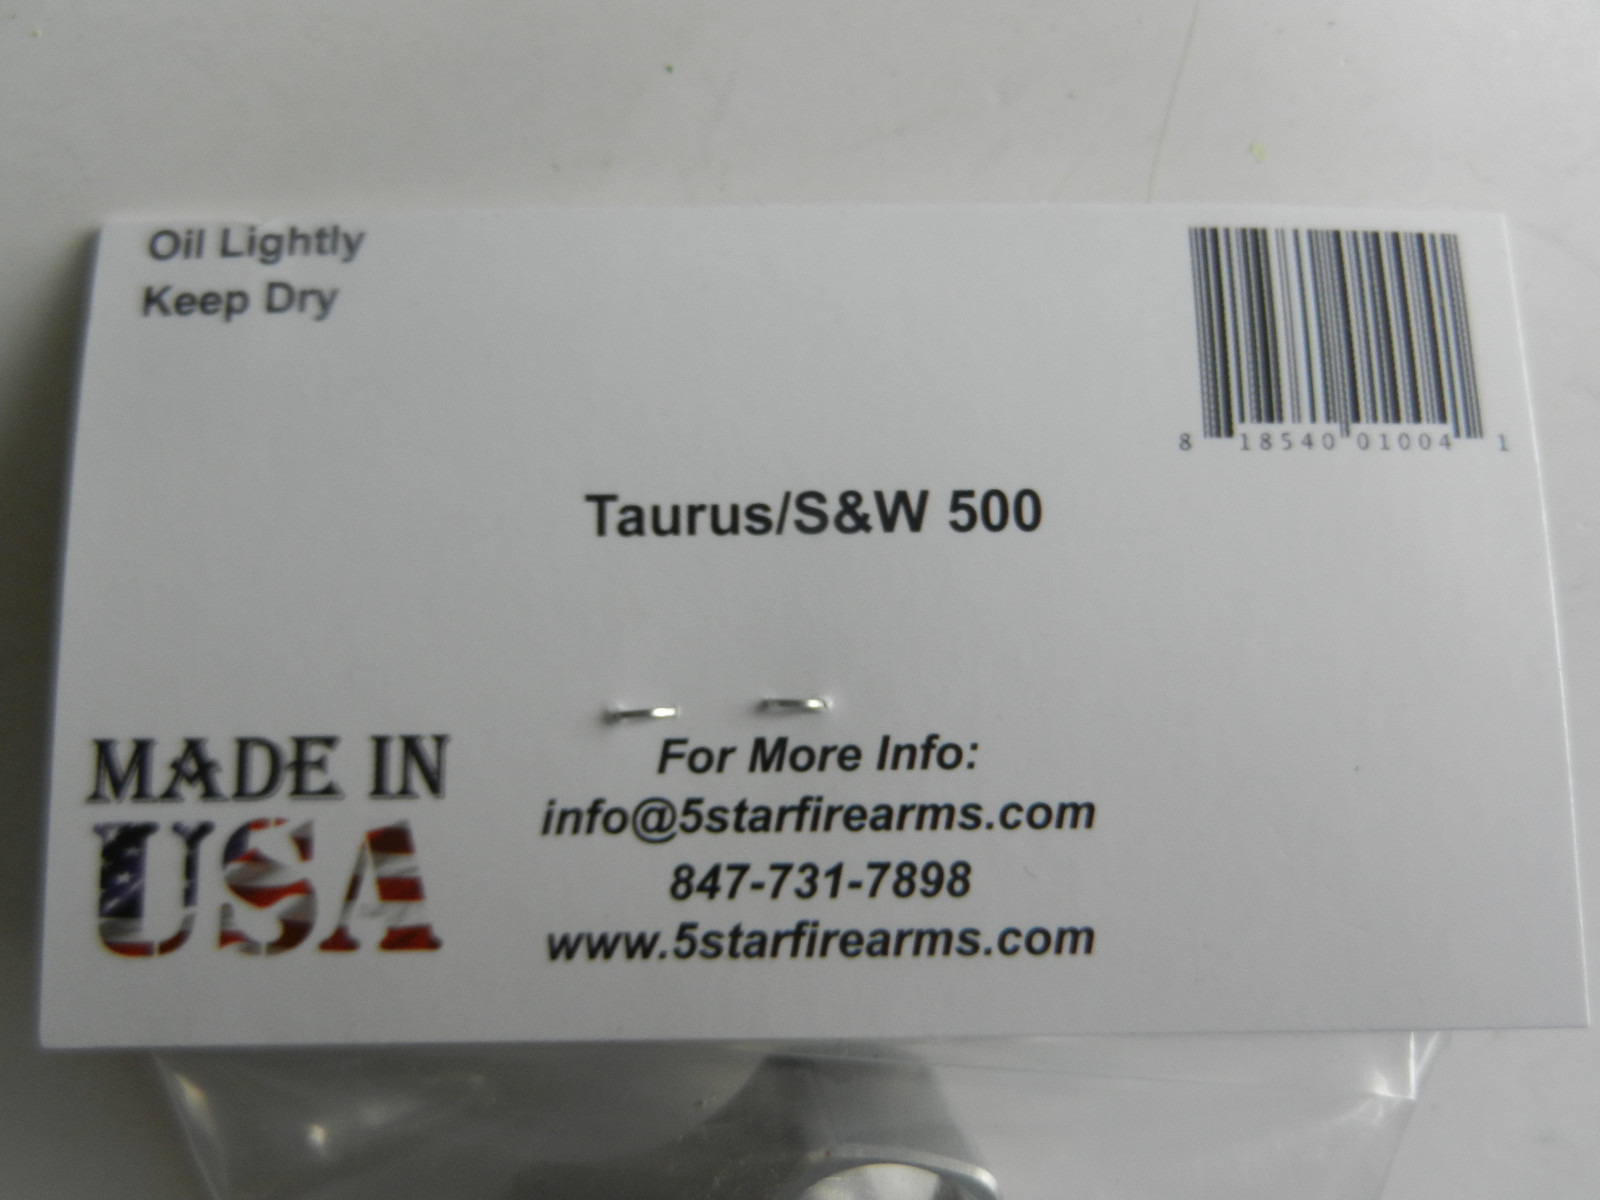 Oil Lightly
Keep Dry
8 18540 01004 1
Taurus/S&W 500
MADE IN
USA
For More Info:
info@5starfirearms.com
847-731-7898
www.5starfirearms.com